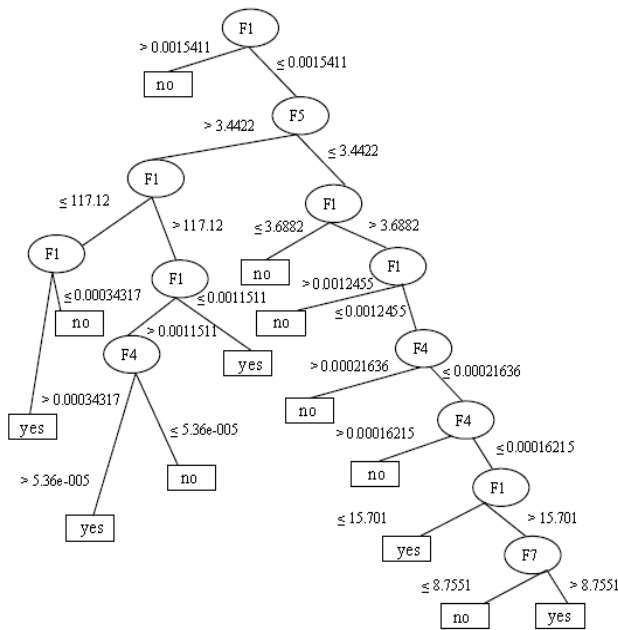 F1
> 0.0015411
≤ 0.0015411
no
F5
> 3.4422
≤ 3.4422
F1
≤ 117.12
> 117.12
F1
≤ 3.6882
> 3.6882
F1
F1
no
F1
≤ 0.00034317
no
≤ 0.0011511
> 0.0011511
> 0.0012455
≤ 0.0012455
no
F4
yes
F4
> 0.00034317
yes
> 0.00021636
≤ 0.00021636
no
F4
≤ 5.36e-005
> 5.36e-005
no
yes
> 0.00016215
≤ 0.00016215
no
F1
≤ 15.701
> 15.701
yes
F7
≤ 8.7551
> 8.7551
no
yes